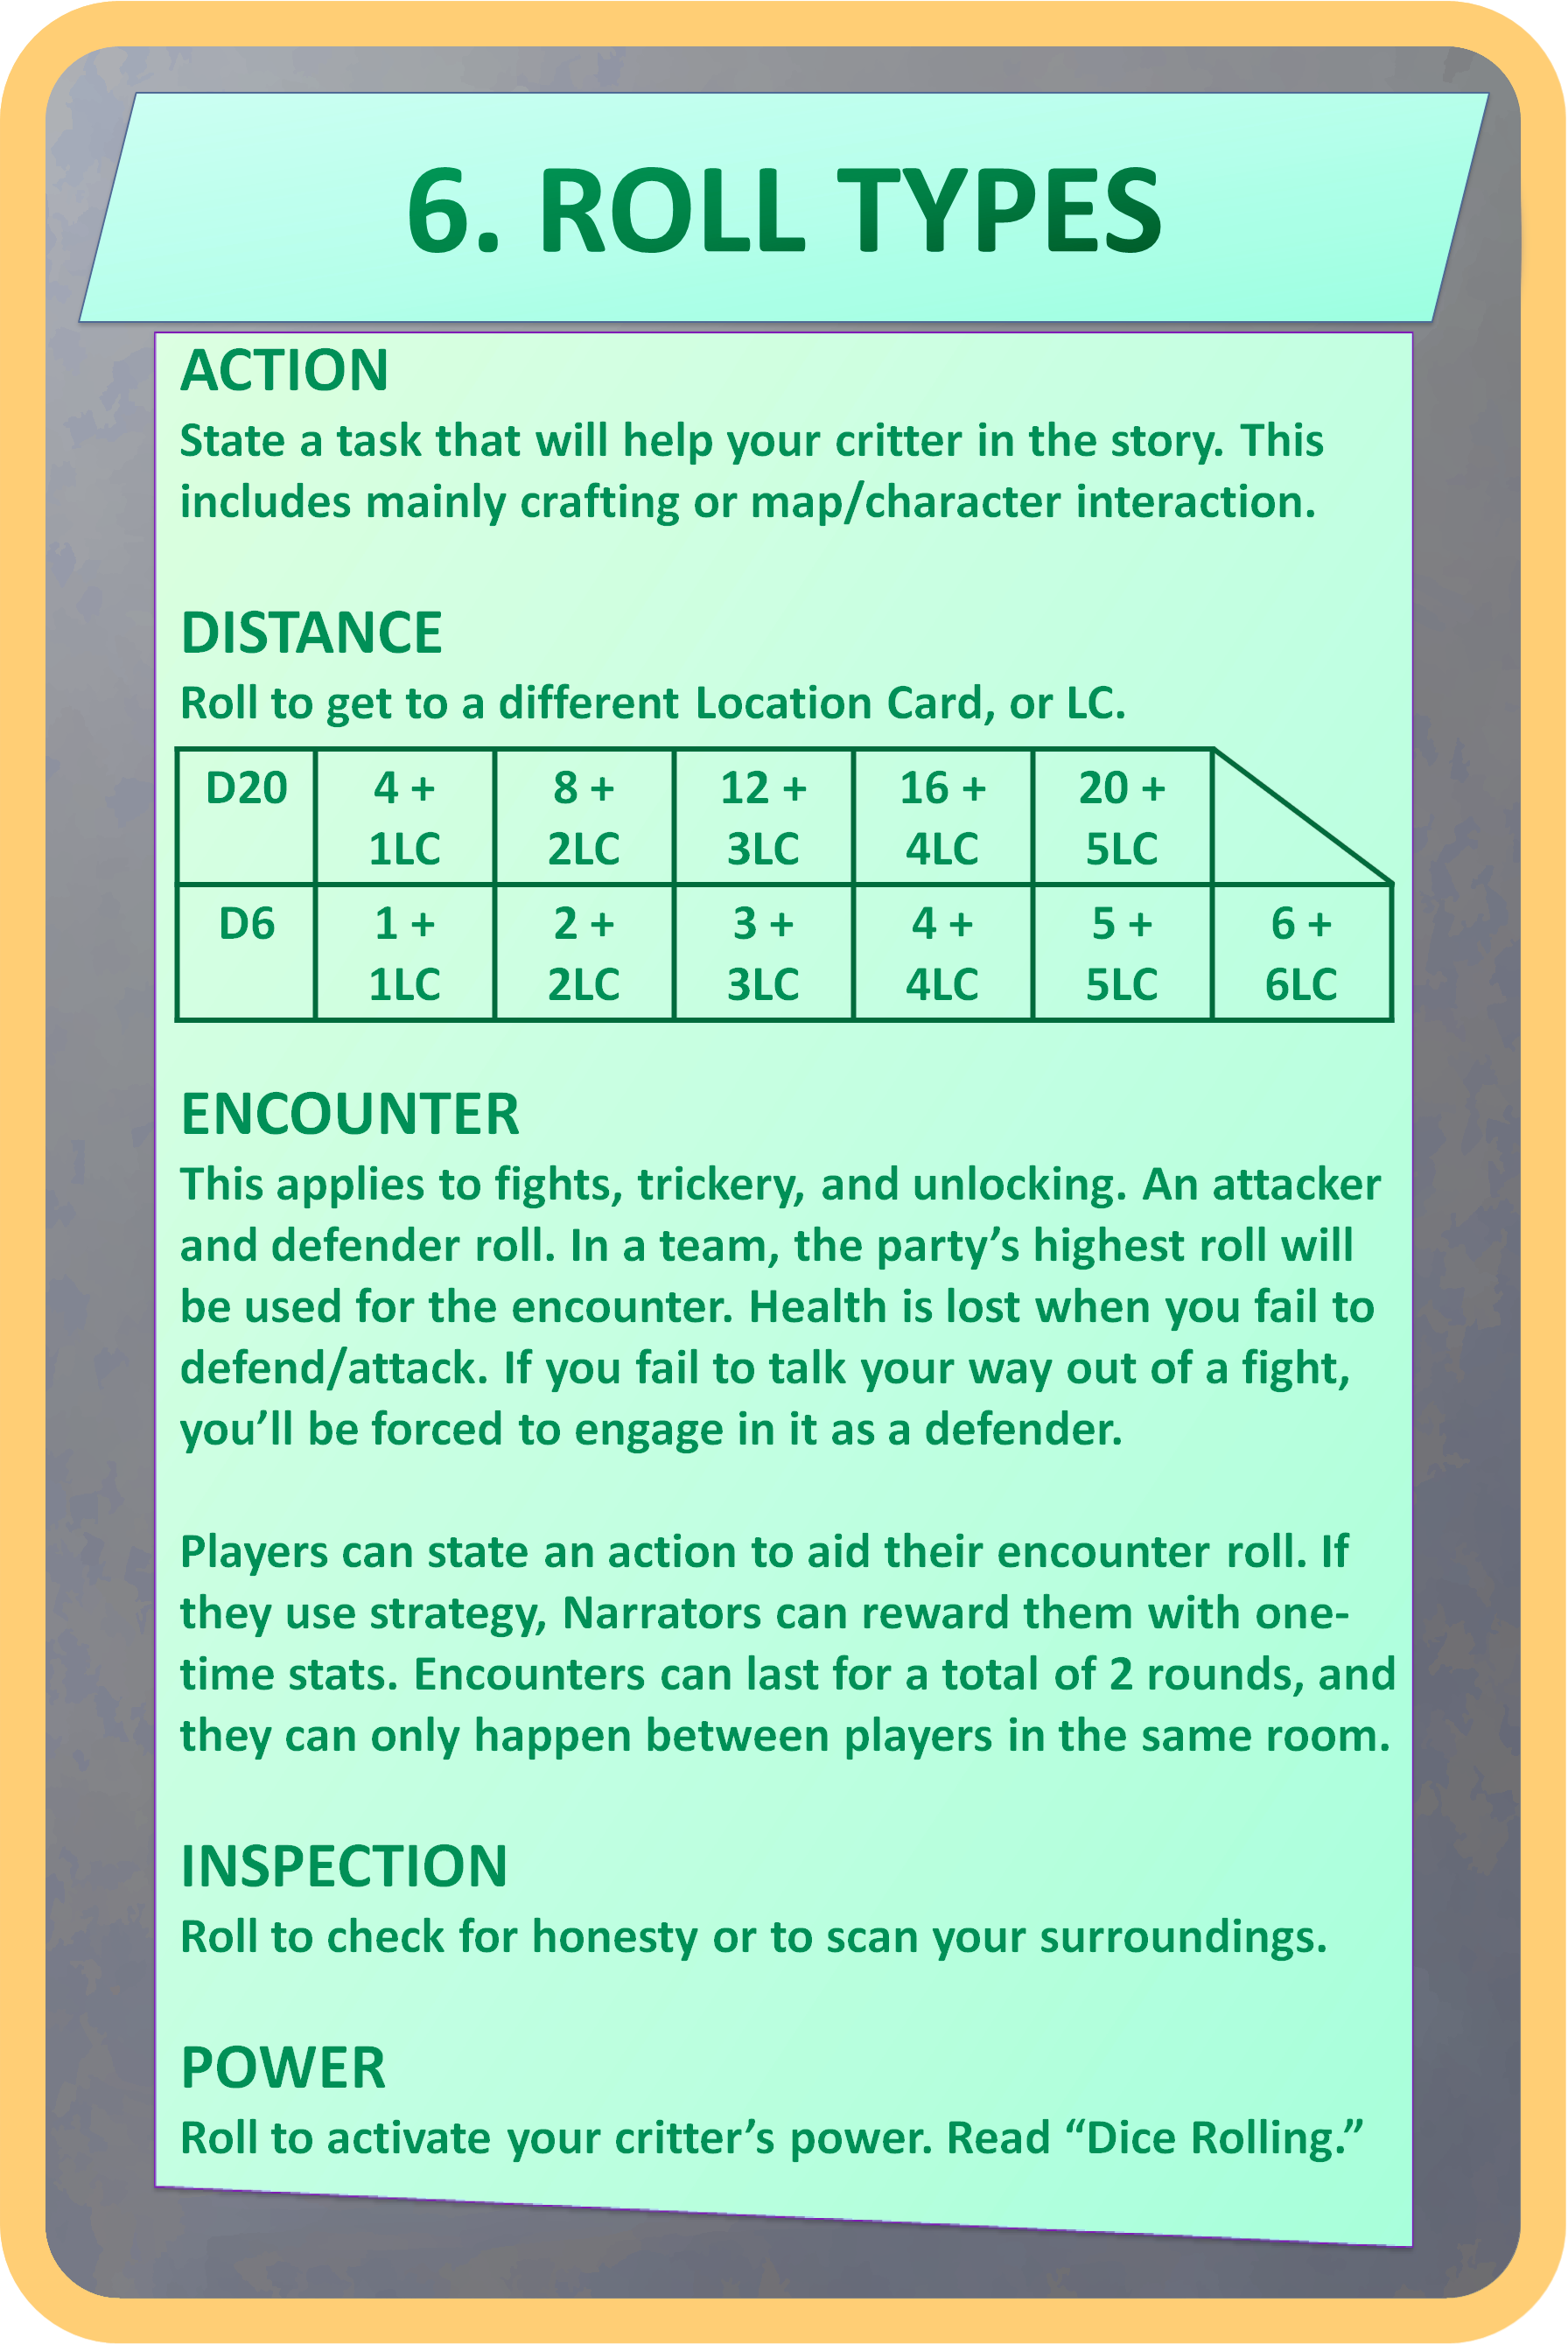 6. ROLL TYPES
ACTION
State a task that will help your critter in the story. This
includes mainly crafting or map/character interaction.
DISTANCE
Roll to get to a different Location Card, or LC.
D20 4 + 8 + 12 + 16 + 20 +
1LC 2LC 3LC 4LC 5LC
D6 1 + 2 + 3 + 4 + 5 + 6 +
1LC 2LC 3LC 4LC 5LC 6LC
ENCOUNTER
This applies to fights, trickery, and unlocking. An attacker
and defender roll. In a team, the party’s highest roll will
be used for the encounter. Health is lost when you fail to
defend/attack. If you fail to talk your way out of a fight,
you’ll be forced to engage in it as a defender.
Players can state an action to aid their encounter roll. If
they use strategy, Narrators can reward them with one-
time stats. Encounters can last for a total of 2 rounds, and
they can only happen between players in the same room.
INSPECTION
Roll to check for honesty or to scan your surroundings.
POWER
Roll to activate your critter’s power. Read “Dice Rolling.”